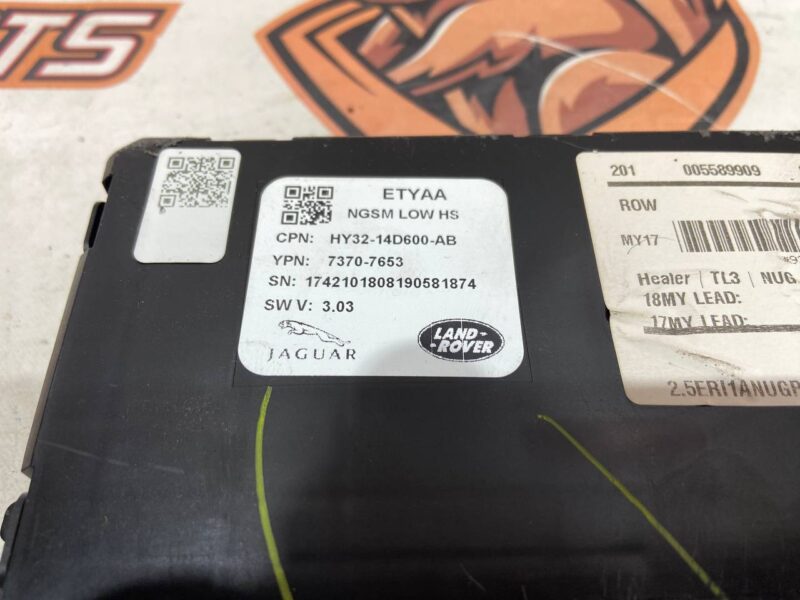 TS
ETYAA
NGSM LOW HS
CPN: HY32-14D600-AB
YPN: 7370-7653
SN: 1742101808190581874
SW V: 3.03
JAGUAR
LAND-
-ROVER
201 005589909
ROW
MY17
Healer | TL3 | NUG
18MY LEAD:
17MY LEAD:
2.5ERI1ANUGR